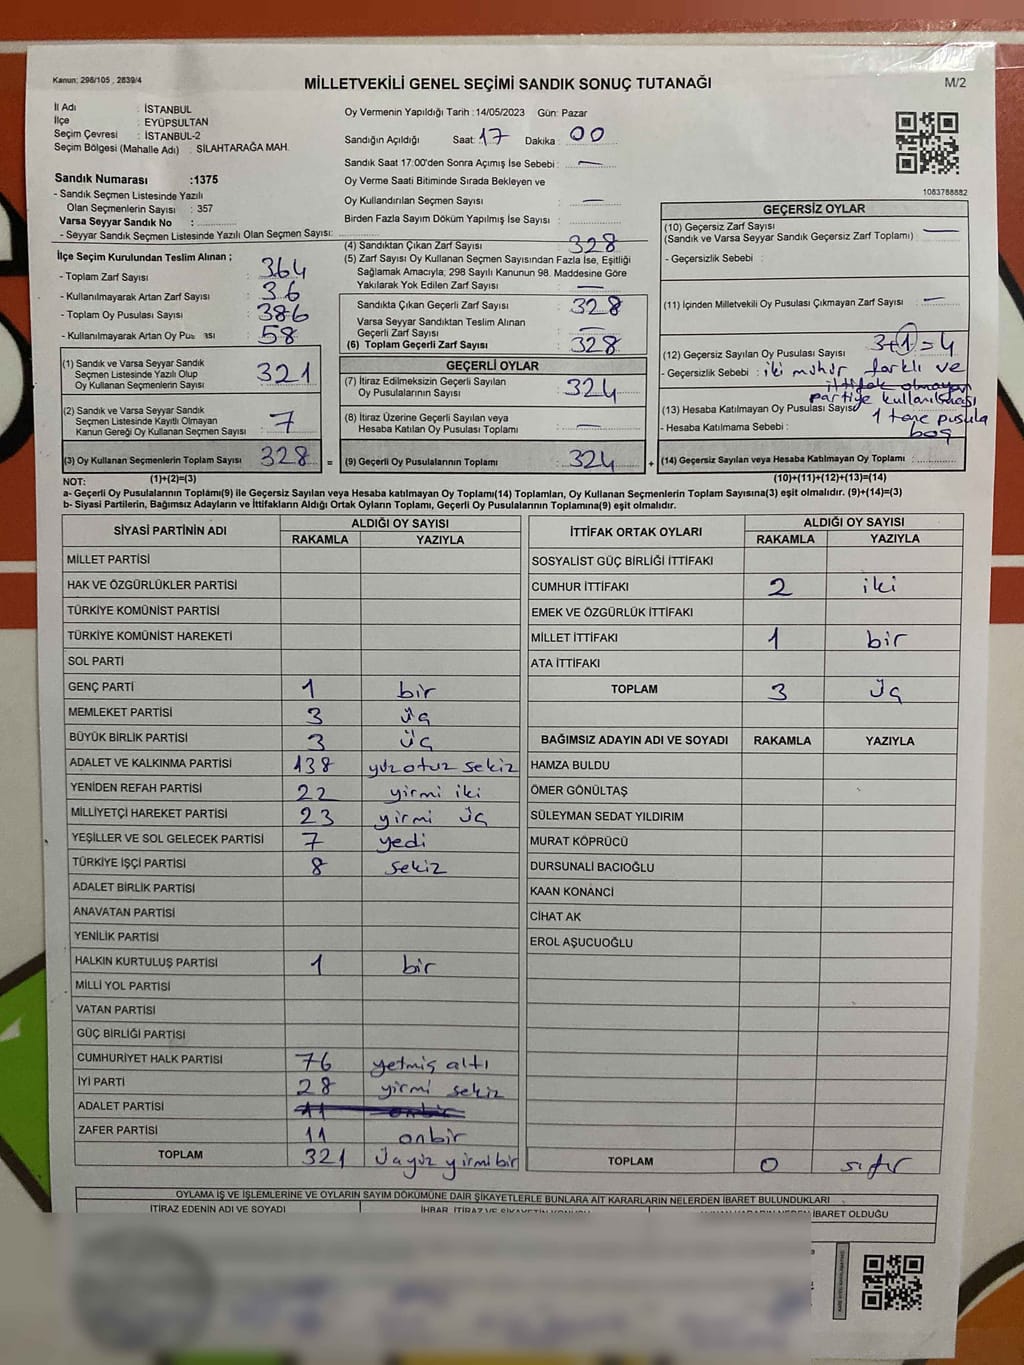 Kanun: 298/105 , 2839/4
MİLLETVEKİLİ GENEL SEÇİMİ SANDIK SONUÇ TUTANAĞI
M/2
İl Adı : İSTANBUL
İlçe : EYÜPSULTAN
Seçim Çevresi : İSTANBUL-2
Seçim Bölgesi (Mahalle Adı) : SİLAHTARAĞA MAH.
Sandık Numarası :1375
- Sandık Seçmen Listesinde Yazılı
Olan Seçmenlerin Sayısı : 357
Varsa Seyyar Sandık No :
- Seyyar Sandık Seçmen Listesinde Yazılı Olan Seçmen Sayısı:
Oy Vermenin Yapıldığı Tarih :14/05/2023 Gün: Pazar
Sandığın Açıldığı Saat: 17 Dakika : 00
Sandık Saat 17:00'den Sonra Açımış İse Sebebi : —
Oy Verme Saati Bitiminde Sırada Bekleyen ve
Oy Kullandırılan Seçmen Sayısı : —
Birden Fazla Sayım Döküm Yapılmış İse Sayısı :
1083788882
İlçe Seçim Kurulundan Teslim Alınan ;
- Toplam Zarf Sayısı : 364
- Kullanılmayarak Artan Zarf Sayısı : 36
- Toplam Oy Pusulası Sayısı : 386
- Kullanılmayarak Artan Oy Pus ısı : 58
(1) Sandık ve Varsa Seyyar Sandık
Seçmen Listesinde Yazılı Olup
Oy Kullanan Seçmenlerin Sayısı : 321
(2) Sandık ve Varsa Seyyar Sandık
Seçmen Listesinde Kayıtlı Olmayan
Kanun Gereği Oy Kullanan Seçmen Sayısı : 7
(3) Oy Kullanan Seçmenlerin Toplam Sayısı : 328
(1)+(2)=(3)
(4) Sandıktan Çıkan Zarf Sayısı : 328
(5) Zarf Sayısı Oy Kullanan Seçmen Sayısından Fazla İse, Eşitliği
Sağlamak Amacıyla; 298 Sayılı Kanunun 98. Maddesine Göre
Yakılarak Yok Edilen Zarf Sayısı : —
Sandıkta Çıkan Geçerli Zarf Sayısı : 328
Varsa Seyyar Sandıktan Teslim Alınan
Geçerli Zarf Sayısı : —
(6) Toplam Geçerli Zarf Sayısı : 328
GEÇERLİ OYLAR
(7) İtiraz Edilmeksizin Geçerli Sayılan
Oy Pusulalarının Sayısı : 324
(8) İtiraz Üzerine Geçerli Sayılan veya
Hesaba Katılan Oy Pusulası Toplamı : —
= (9) Geçerli Oy Pusulalarının Toplamı : 324
GEÇERSİZ OYLAR
(10) Geçersiz Zarf Sayısı
(Sandık ve Varsa Seyyar Sandık Geçersiz Zarf Toplamı) : —
- Geçersizlik Sebebi :
(11) İçinden Milletvekili Oy Pusulası Çıkmayan Zarf Sayısı : —
(12) Geçersiz Sayılan Oy Pusulası Sayısı : 3+1=4
- Geçersizlik Sebebi : iki mühür farklı ve
ittifak olmayan
partiye kullanılması
(13) Hesaba Katılmayan Oy Pusulası Sayısı
- Hesaba Katılmama Sebebi : 1 tane pusula
boş
+ (14) Geçersiz Sayılan veya Hesaba Katılmayan Oy Toplamı :
(10)+(11)+(12)+(13)=(14)
NOT:
a- Geçerli Oy Pusulalarının Toplamı(9) ile Geçersiz Sayılan veya Hesaba katılmayan Oy Toplamı(14) Toplamları, Oy Kullanan Seçmenlerin Toplam Sayısına(3) eşit olmalıdır. (9)+(14)=(3)
b- Siyasi Partilerin, Bağımsız Adayların ve İttifakların Aldığı Ortak Oyların Toplamı, Geçerli Oy Pusulalarının Toplamına(9) eşit olmalıdır.
SİYASİ PARTİNİN ADI ALDIĞI OY SAYISI
RAKAMLA YAZIYLA
MİLLET PARTİSİ
HAK VE ÖZGÜRLÜKLER PARTİSİ
TÜRKİYE KOMÜNİST PARTİSİ
TÜRKİYE KOMÜNİST HAREKETİ
SOL PARTİ
GENÇ PARTİ 1 bir
MEMLEKET PARTİSİ 3 üç
BÜYÜK BİRLİK PARTİSİ 3 üç
ADALET VE KALKINMA PARTİSİ 138 yüzotuz sekiz
YENİDEN REFAH PARTİSİ 22 yirmi iki
MİLLİYETÇİ HAREKET PARTİSİ 23 yirmi üç
YEŞİLLER VE SOL GELECEK PARTİSİ 7 yedi
TÜRKİYE İŞÇİ PARTİSİ 8 sekiz
ADALET BİRLİK PARTİSİ
ANAVATAN PARTİSİ
YENİLİK PARTİSİ
HALKIN KURTULUŞ PARTİSİ 1 bir
MİLLİ YOL PARTİSİ
VATAN PARTİSİ
GÜÇ BİRLİĞİ PARTİSİ
CUMHURİYET HALK PARTİSİ 76 yetmiş altı
İYİ PARTİ 28 yirmi sekiz
ADALET PARTİSİ 11 onbir
ZAFER PARTİSİ 11 onbir
TOPLAM 321 üçyüz yirmibir
İTTİFAK ORTAK OYLARI ALDIĞI OY SAYISI
RAKAMLA YAZIYLA
SOSYALİST GÜÇ BİRLİĞİ İTTİFAKI
CUMHUR İTTİFAKI 2 iki
EMEK VE ÖZGÜRLÜK İTTİFAKI
MİLLET İTTİFAKI 1 bir
ATA İTTİFAKI
TOPLAM 3 üç
BAĞIMSIZ ADAYIN ADI VE SOYADI RAKAMLA YAZIYLA
HAMZA BULDU
ÖMER GÖNÜLTAŞ
SÜLEYMAN SEDAT YILDIRIM
MURAT KÖPRÜCÜ
DURSUNALİ BACIOĞLU
KAAN KONANCİ
CİHAT AK
EROL AŞUCUOĞLU
TOPLAM 0 sıfır
OYLAMA İŞ VE İŞLEMLERİNE VE OYLARIN SAYIM DÖKÜMÜNE DAİR ŞİKAYETLERLE BUNLARA AİT KARARLARIN NELERDEN İBARET BULUNDUKLARI
İTİRAZ EDENİN ADI VE SOYADI İHBAR, İTİRAZ VE ŞİKAYETİN KONUSU İBARET OLDUĞU